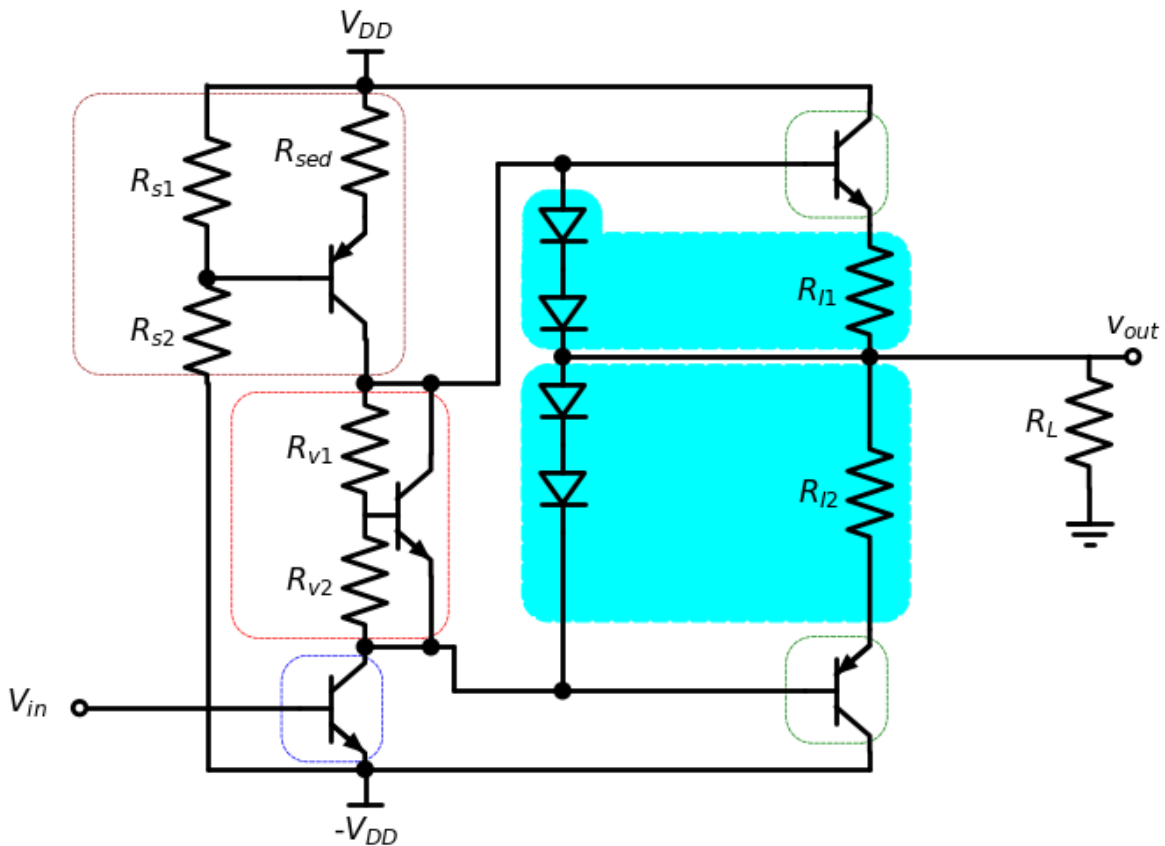 V_DD
R_sed
R_s1
R_s2
R_l1
v_out
R_L
R_v1
R_l2
R_v2
V_in
-V_DD